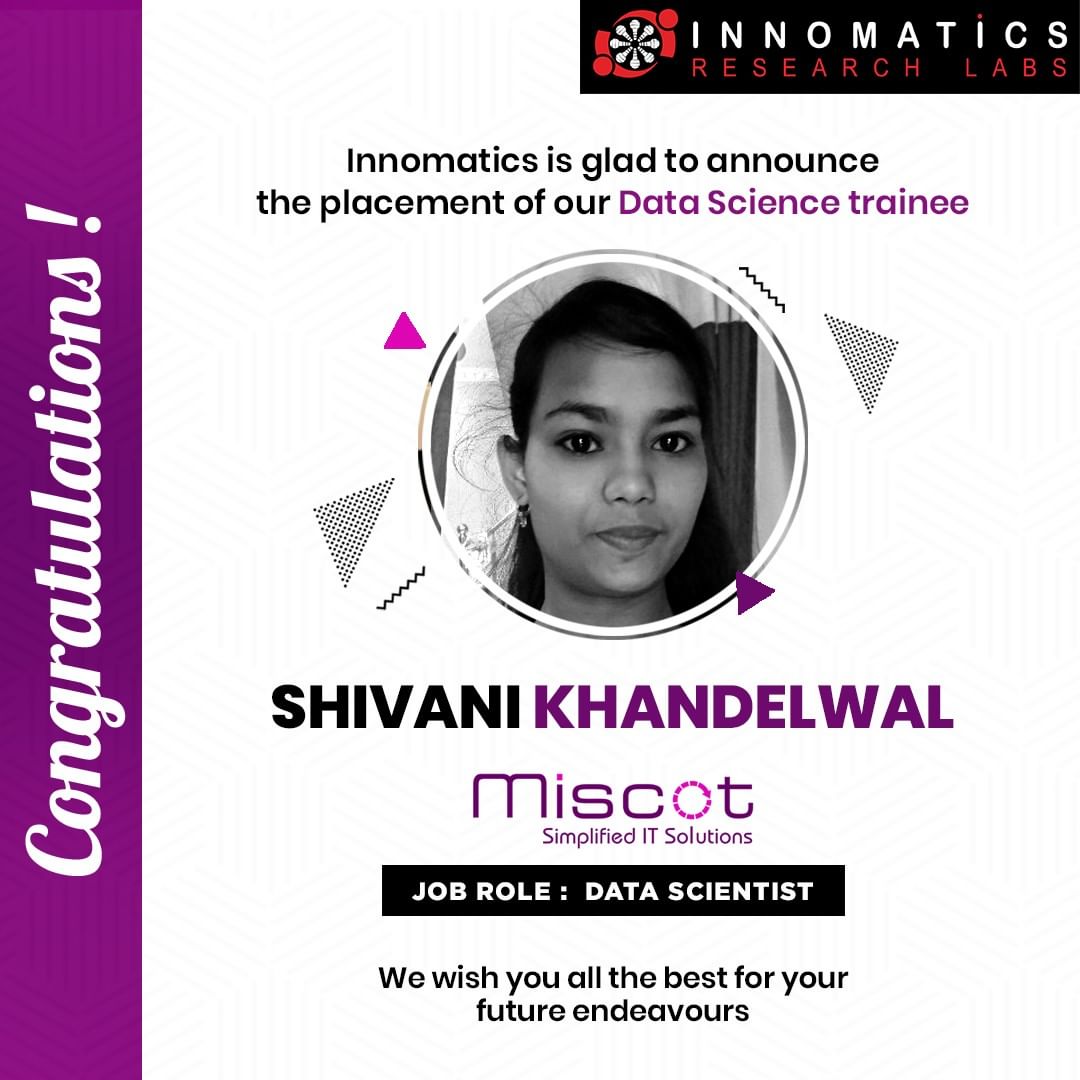 INNOMATICS
RESEARCH LABS
Congratulations !
Innomatics is glad to announce
the placement of our Data Science trainee
SHIVANI KHANDELWAL
Miscot
Simplified IT Solutions
JOB ROLE : DATA SCIENTIST
We wish you all the best for your
future endeavours